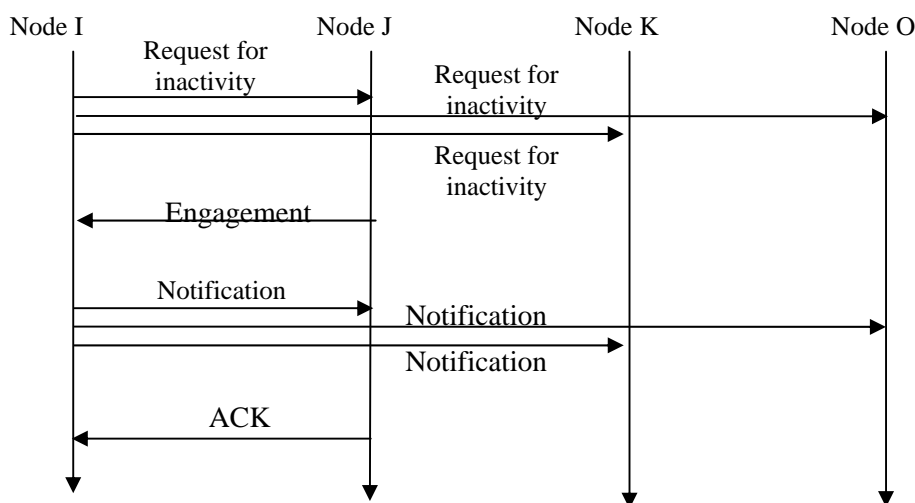 Node I
Node J
Node K
Node O
Request for
inactivity
Request for
inactivity
Request for
inactivity
Engagement
Notification
Notification
Notification
ACK